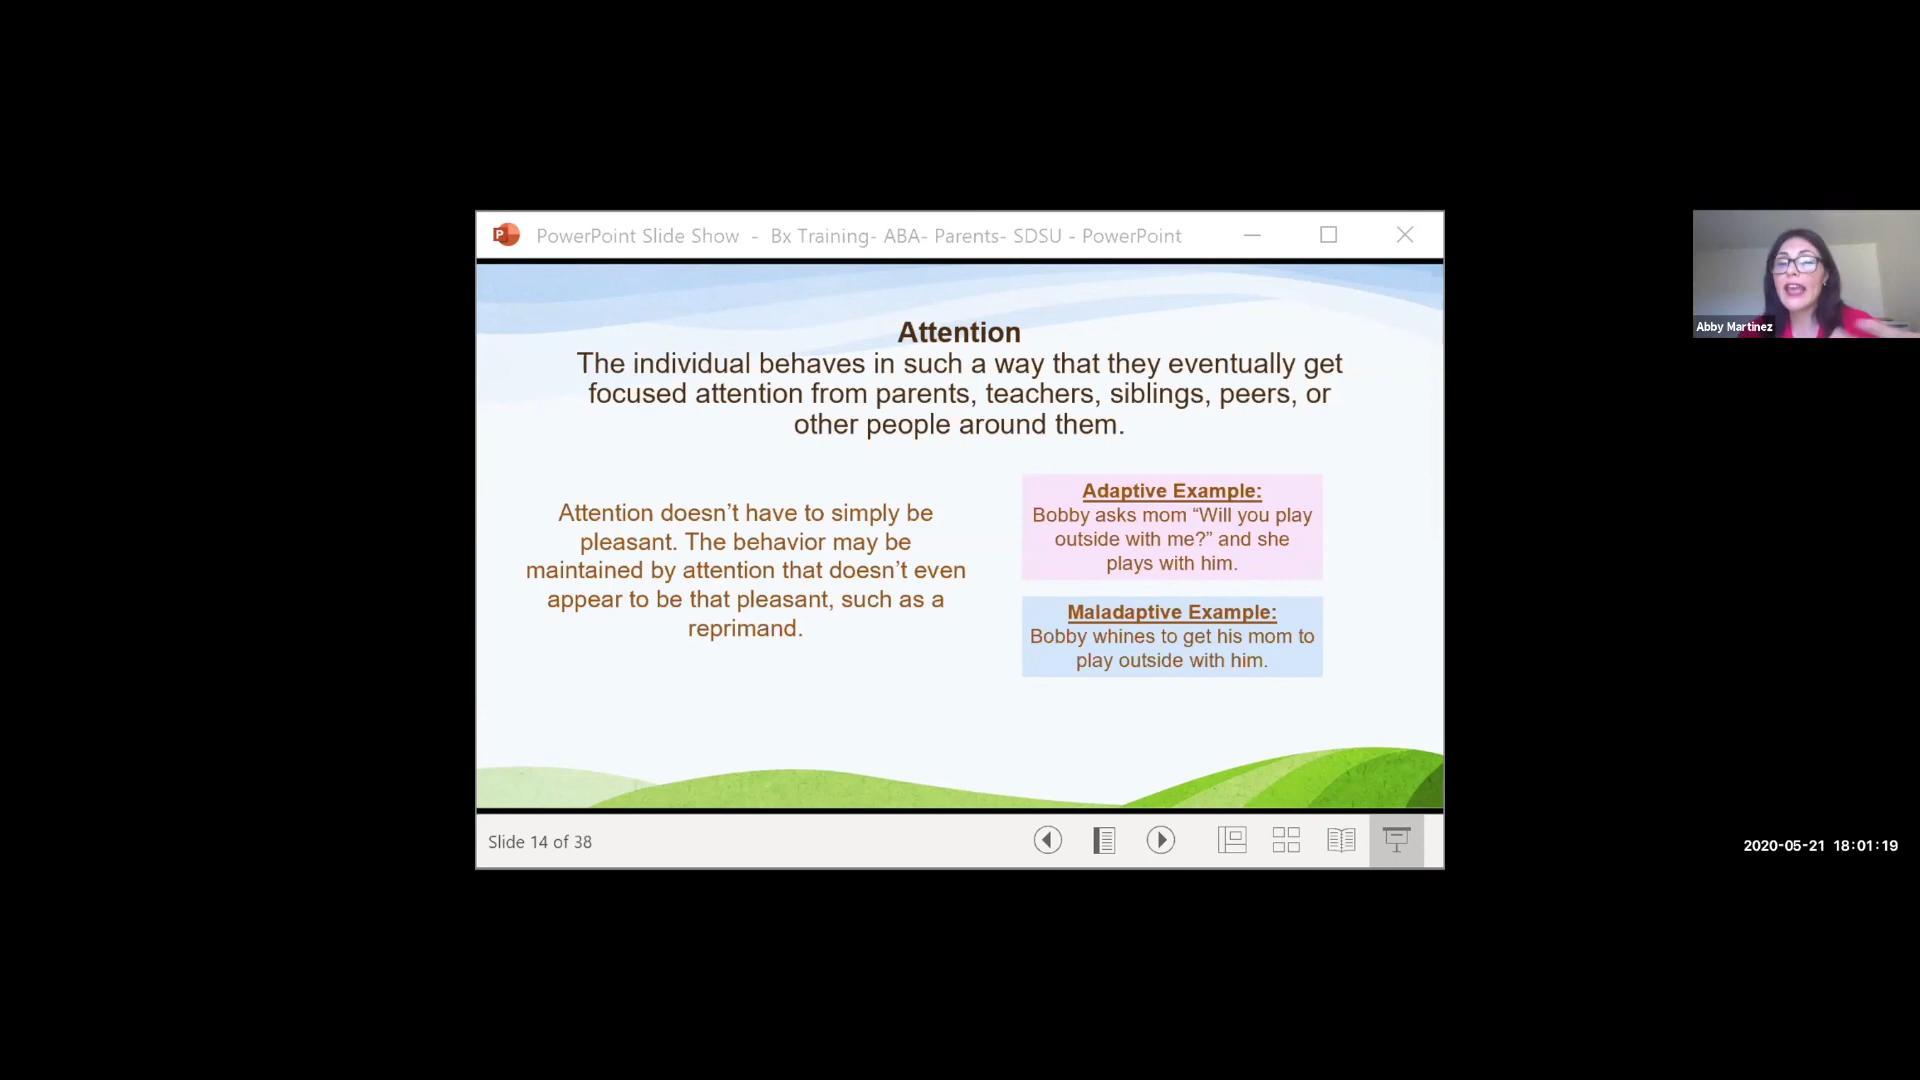 PowerPoint Slide Show - Bx Training- ABA- Parents- SDSU - PowerPoint
Attention
The individual behaves in such a way that they eventually get
focused attention from parents, teachers, siblings, peers, or
other people around them.
Attention doesn’t have to simply be
pleasant. The behavior may be
maintained by attention that doesn’t even
appear to be that pleasant, such as a
reprimand.
Adaptive Example:
Bobby asks mom “Will you play
outside with me?” and she
plays with him.
Maladaptive Example:
Bobby whines to get his mom to
play outside with him.
Slide 14 of 38
Abby Martinez
2020-05-21 18:01:19